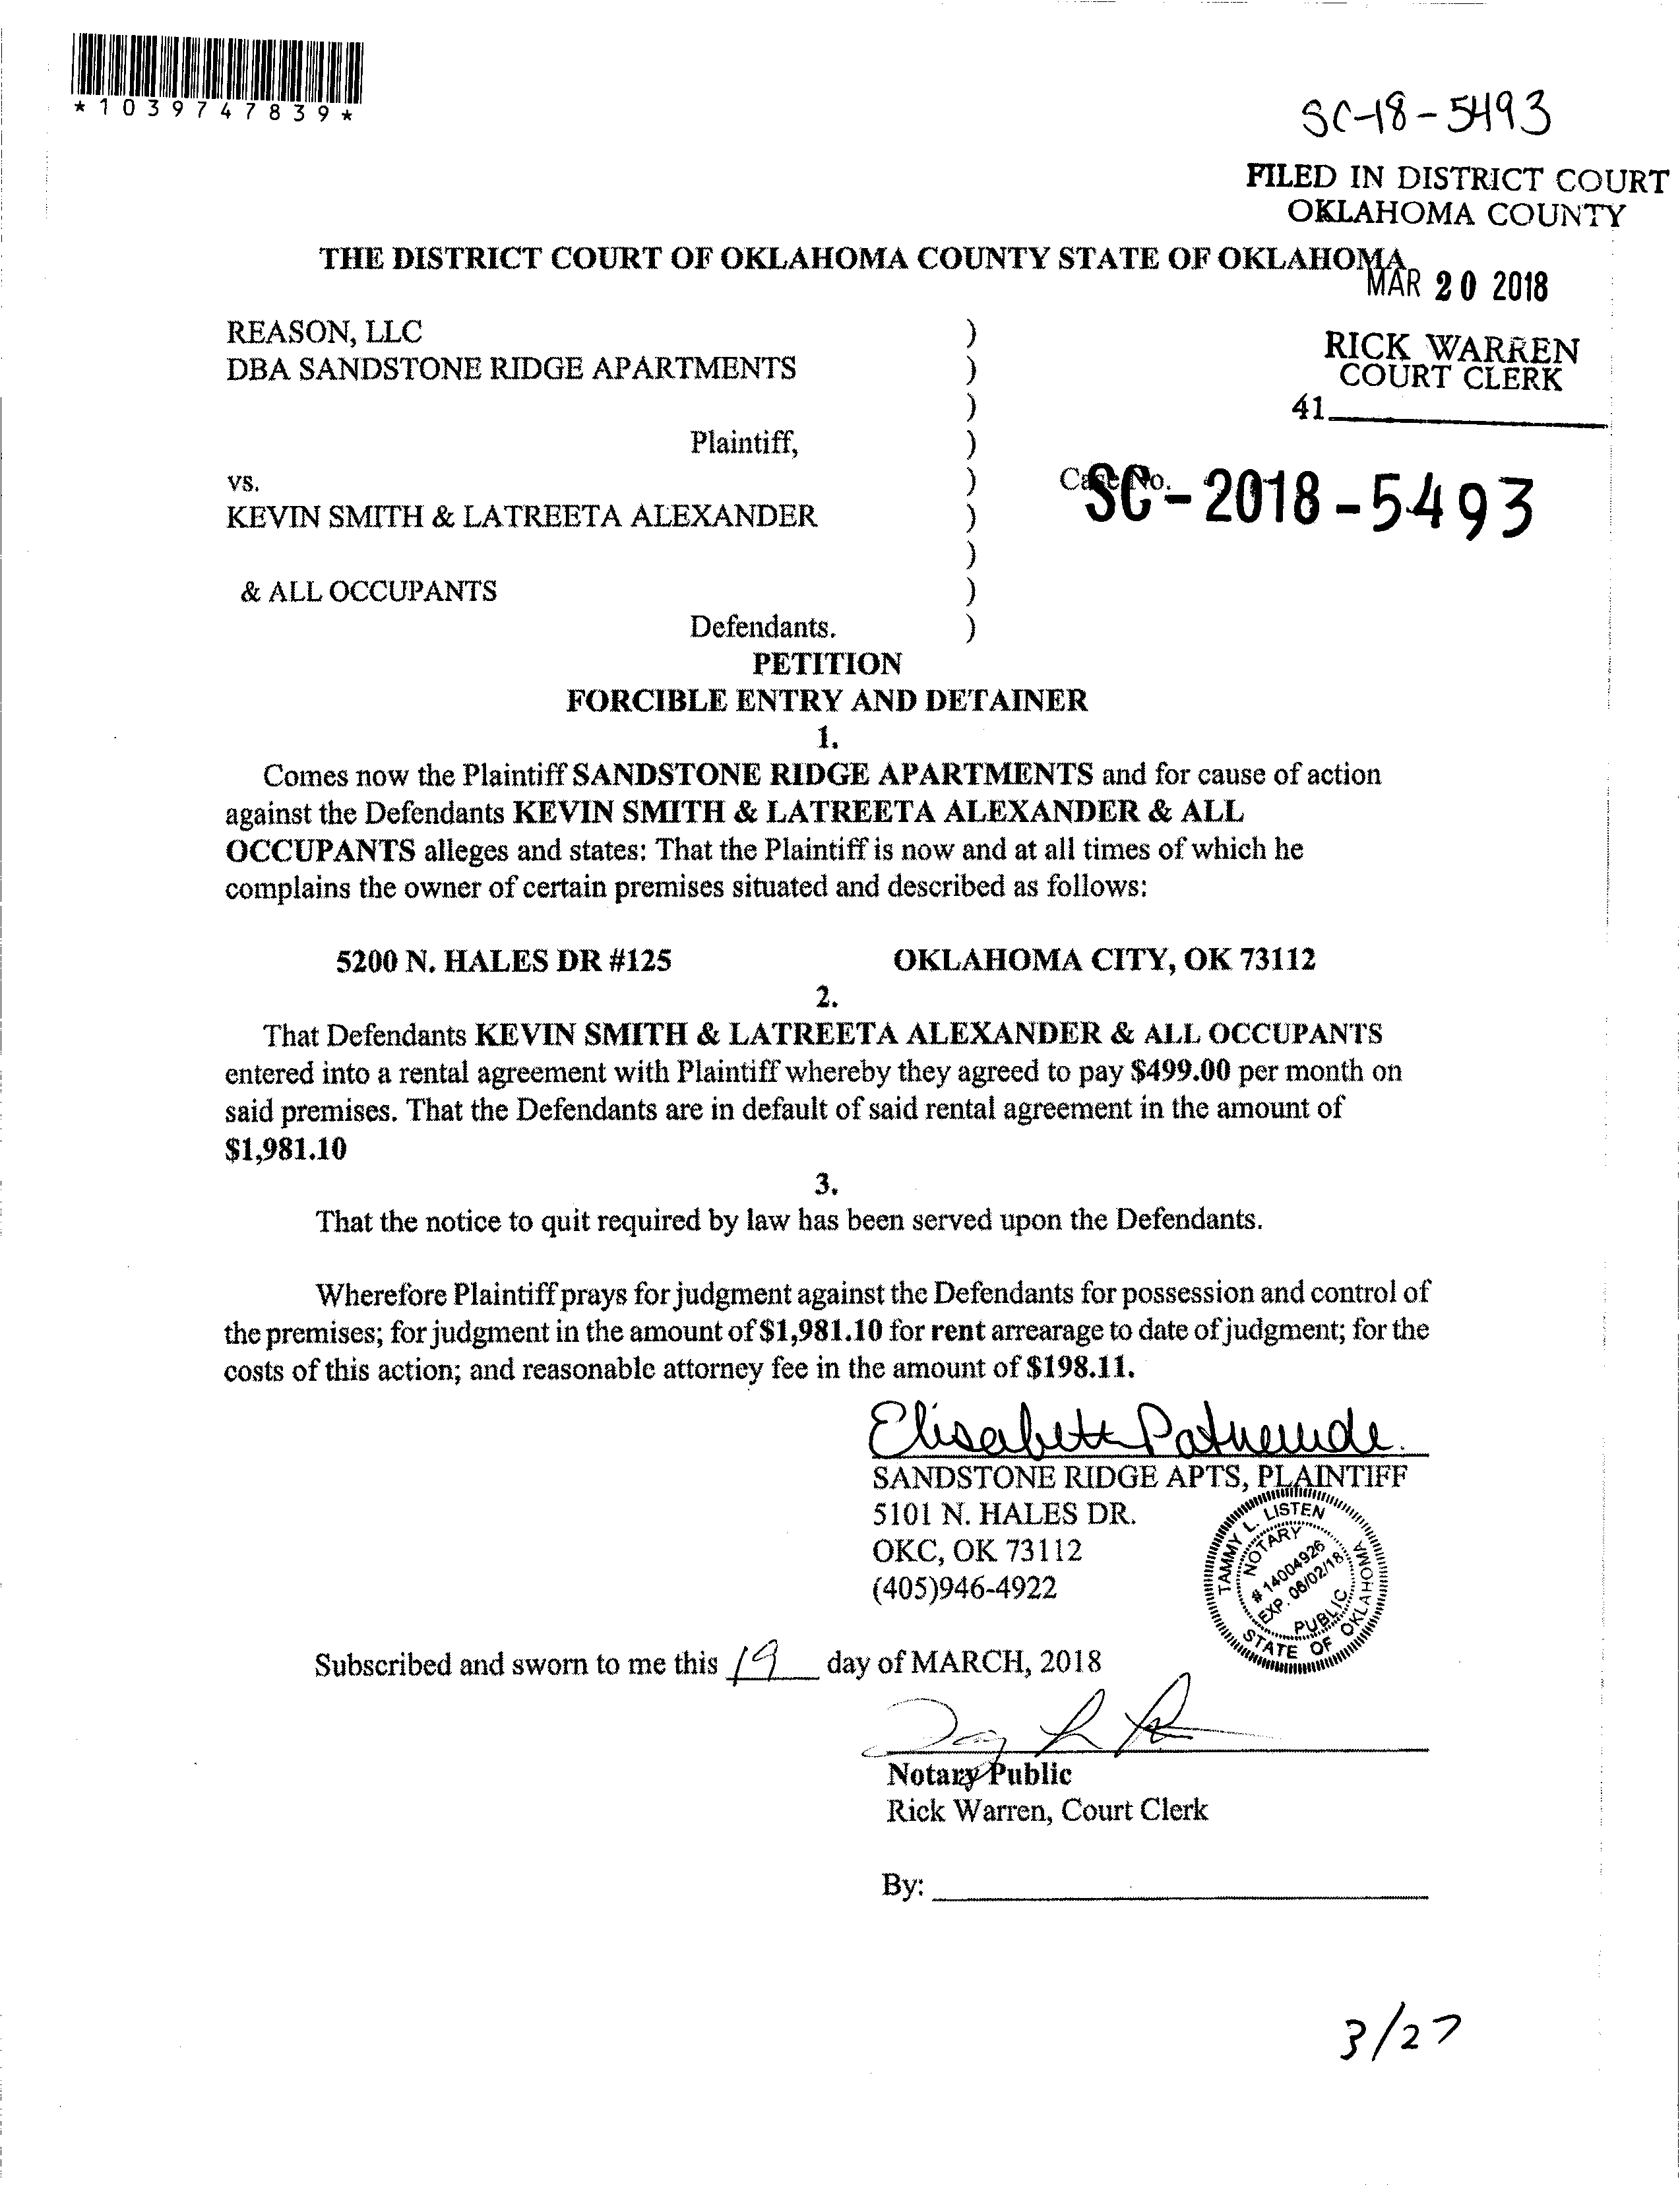 *1039747839*
SC-18-5493
FILED IN DISTRICT COURT
OKLAHOMA COUNTY
THE DISTRICT COURT OF OKLAHOMA COUNTY STATE OF OKLAHOMA
MAR 20 2018
REASON, LLC )
DBA SANDSTONE RIDGE APARTMENTS )
RICK WARREN
COURT CLERK
)
41
Plaintiff, )
vs. )
Case No.
SC-2018-5493
KEVIN SMITH & LATREETA ALEXANDER )
)
& ALL OCCUPANTS )
Defendants. )
PETITION
FORCIBLE ENTRY AND DETAINER
1.
Comes now the Plaintiff SANDSTONE RIDGE APARTMENTS and for cause of action
against the Defendants KEVIN SMITH & LATREETA ALEXANDER & ALL
OCCUPANTS alleges and states: That the Plaintiff is now and at all times of which he
complains the owner of certain premises situated and described as follows:
5200 N. HALES DR #125 OKLAHOMA CITY, OK 73112
2.
That Defendants KEVIN SMITH & LATREETA ALEXANDER & ALL OCCUPANTS
entered into a rental agreement with Plaintiff whereby they agreed to pay $499.00 per month on
said premises. That the Defendants are in default of said rental agreement in the amount of
$1,981.10
3.
That the notice to quit required by law has been served upon the Defendants.
Wherefore Plaintiff prays for judgment against the Defendants for possession and control of
the premises; for judgment in the amount of $1,981.10 for rent arrearage to date of judgment; for the
costs of this action; and reasonable attorney fee in the amount of $198.11.
Elisabett
SANDSTONE RIDGE APTS, PLAINTIFF
5101 N. HALES DR.
OKC, OK 73112
(405)946-4922
TAMMY L. LISTEN
NOTARY
# 14004926
EXP. 06/02/18
PUBLIC
STATE OF OKLAHOMA
Subscribed and sworn to me this 19 day of MARCH, 2018
Notary Public
Rick Warren, Court Clerk
By:
3/27